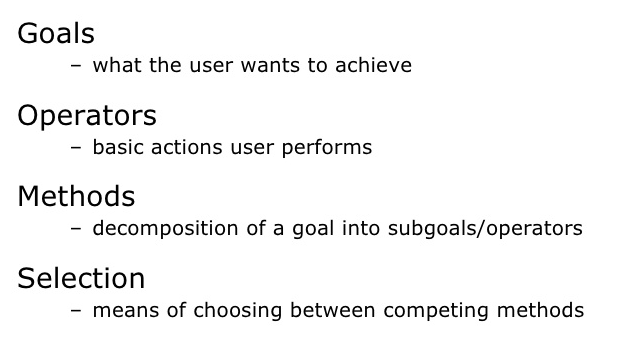 Goals
– what the user wants to achieve
Operators
– basic actions user performs
Methods
– decomposition of a goal into subgoals/operators
Selection
– means of choosing between competing methods